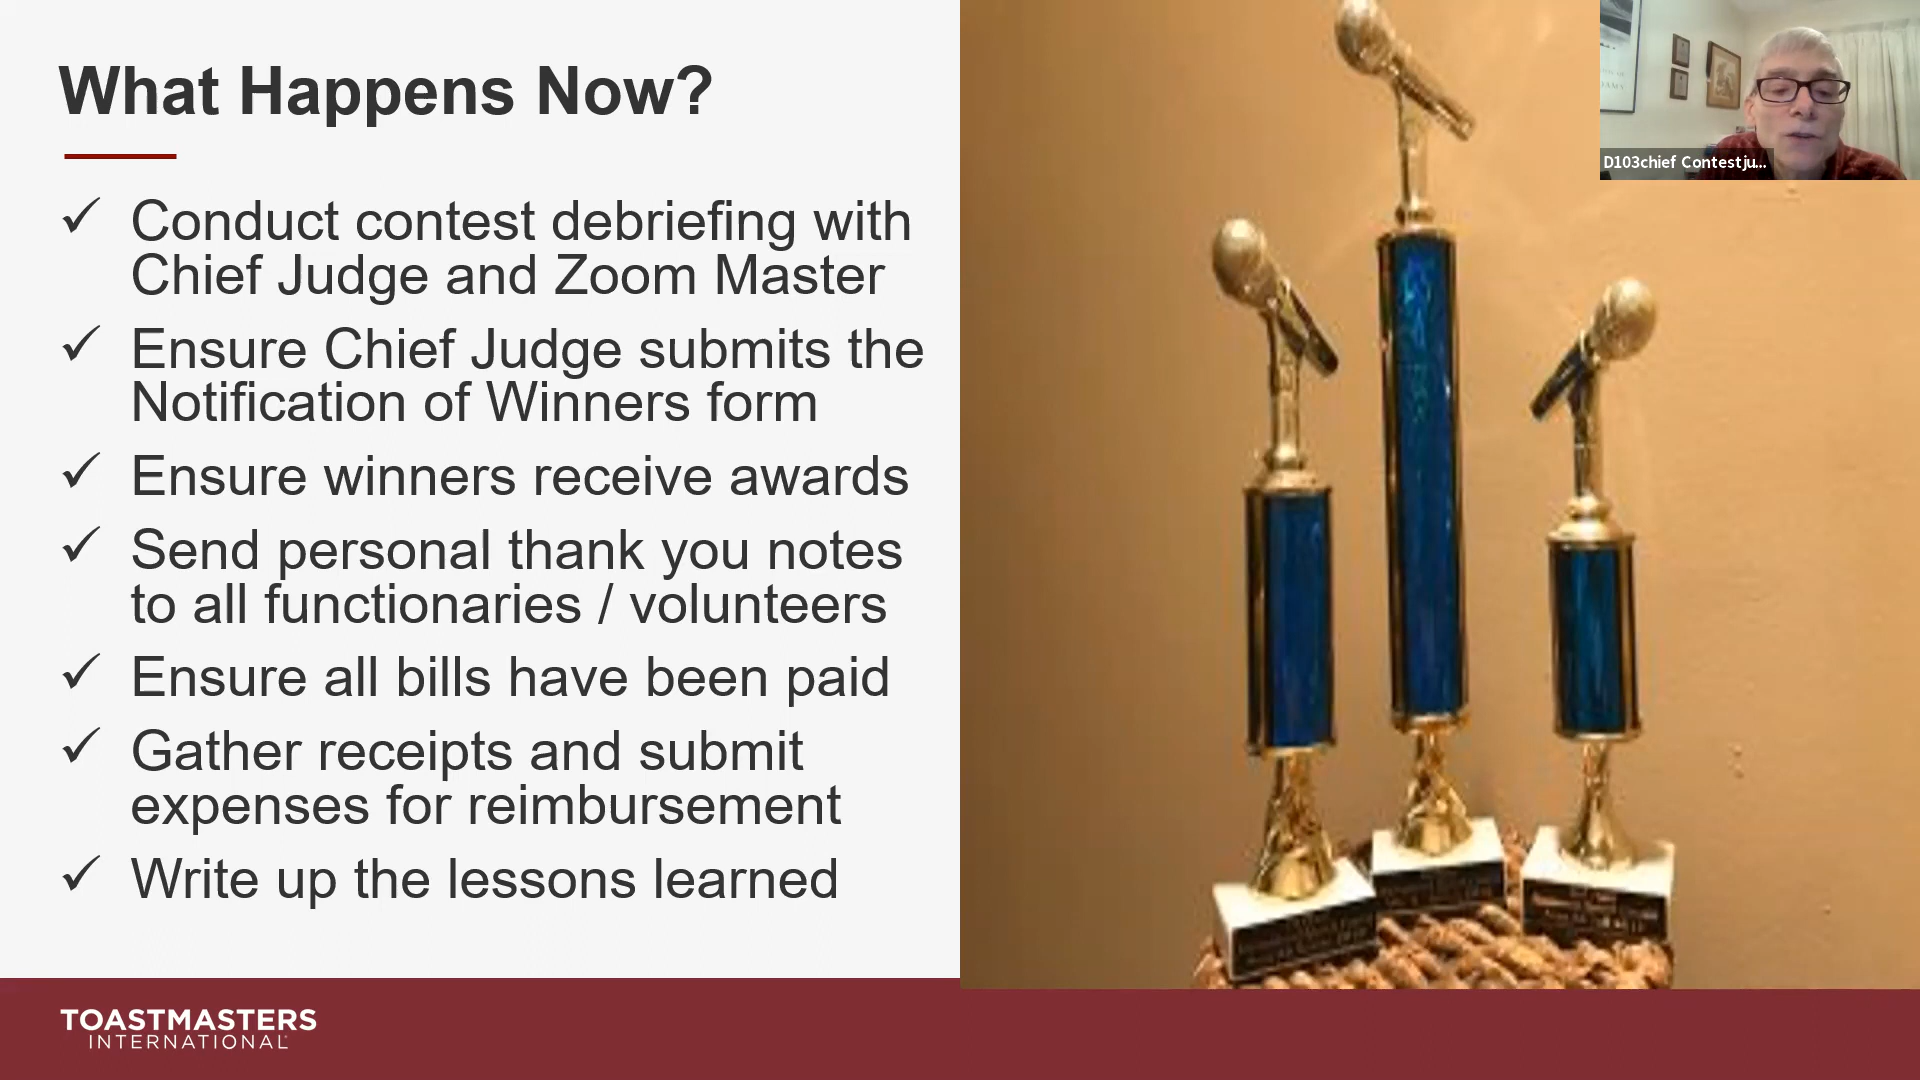 What Happens Now?
✓ Conduct contest debriefing with
Chief Judge and Zoom Master
✓ Ensure Chief Judge submits the
Notification of Winners form
✓ Ensure winners receive awards
✓ Send personal thank you notes
to all functionaries / volunteers
✓ Ensure all bills have been paid
✓ Gather receipts and submit
expenses for reimbursement
✓ Write up the lessons learned
D103chief Contestju...
TOASTMASTERS
INTERNATIONAL